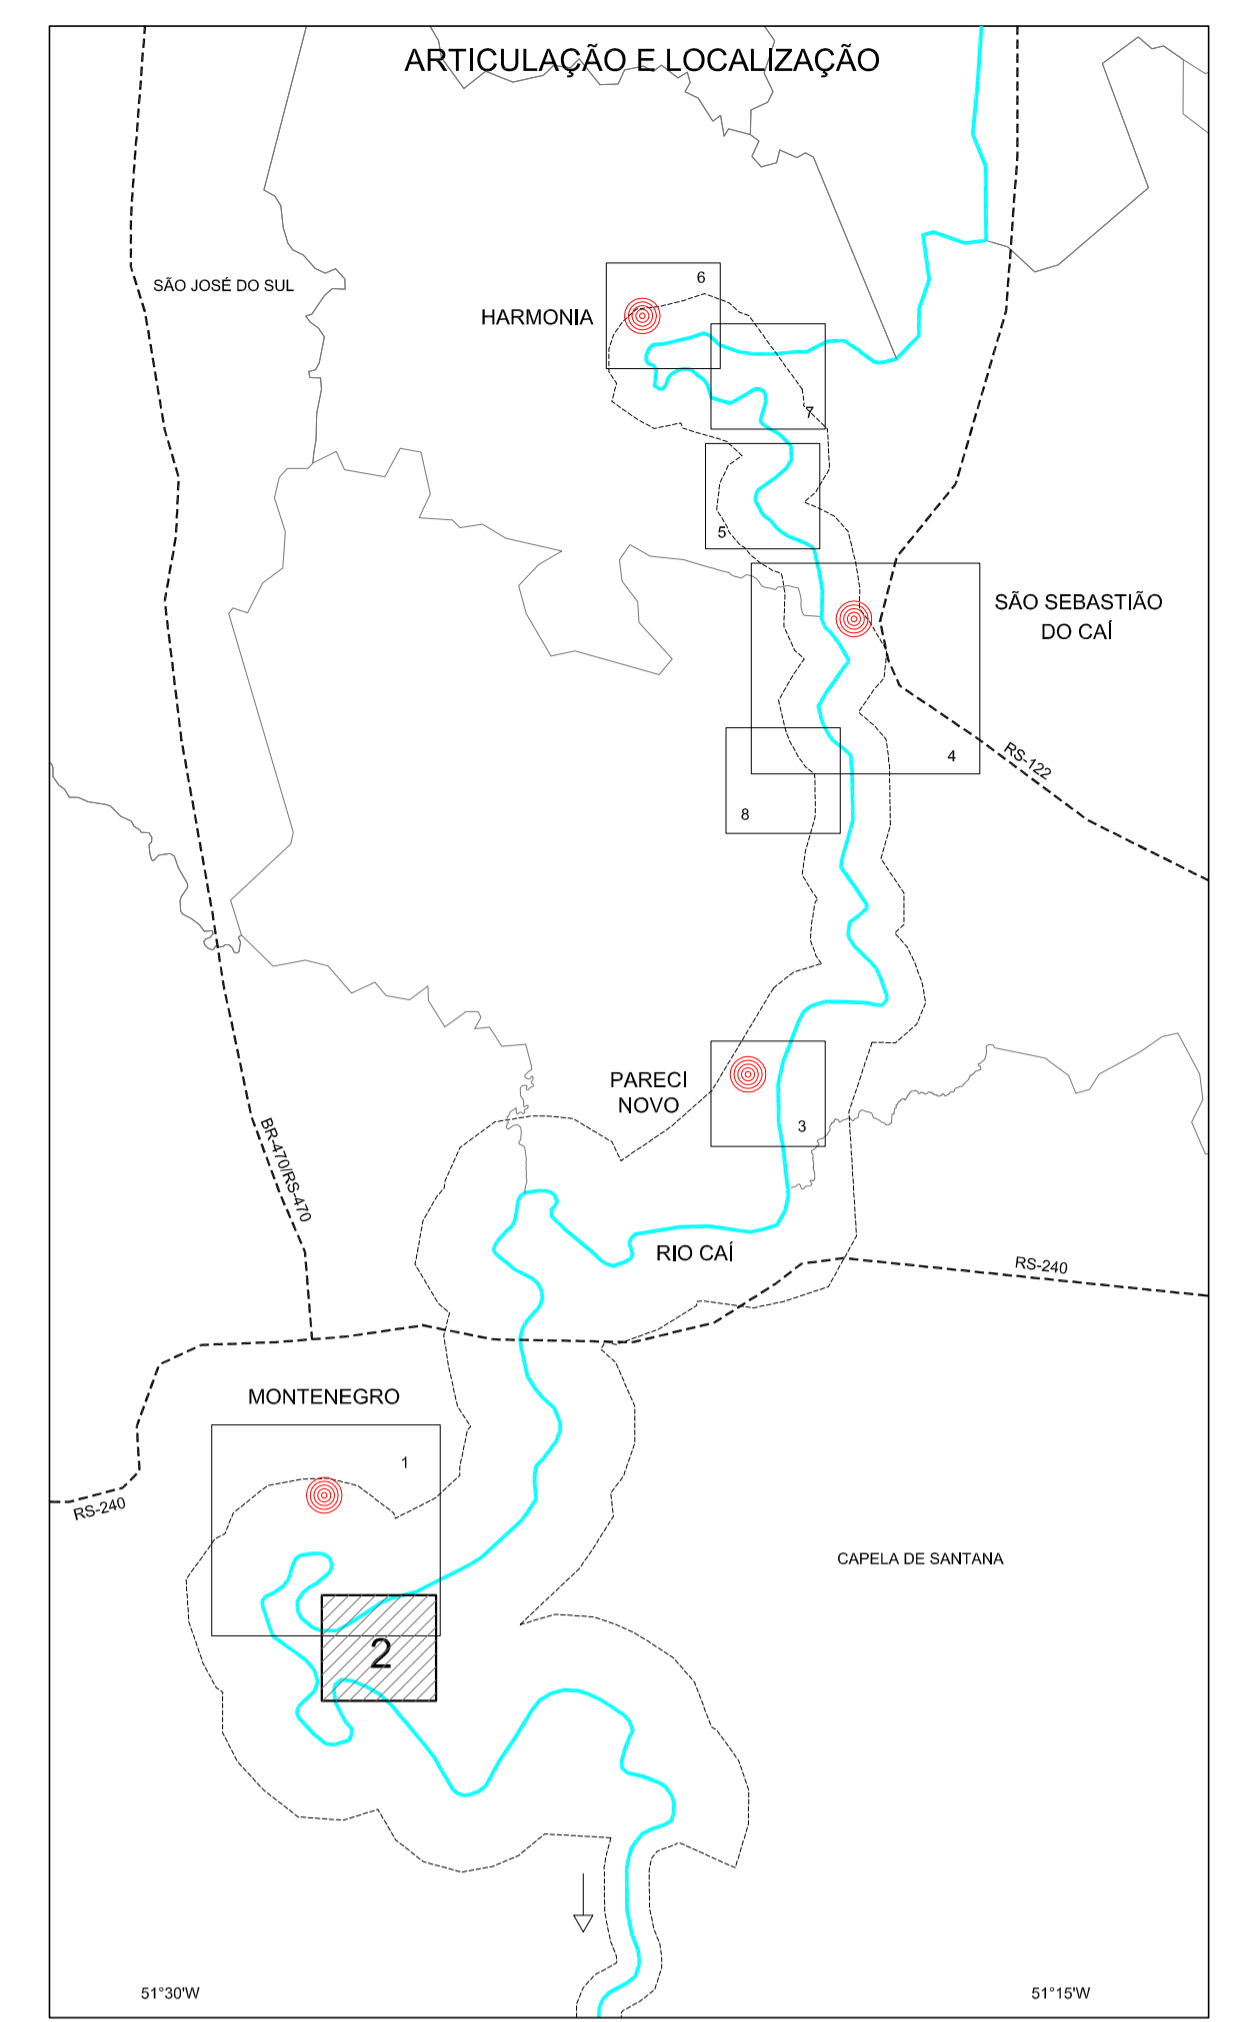 ARTICULAÇÃO E LOCALIZAÇÃO
6
SÃO JOSÉ DO SUL
HARMONIA
7
5
SÃO SEBASTIÃO
DO CAÍ
4
RS-122
8
PARECI
NOVO
3
BR-470/RS-470
RIO CAÍ
RS-240
MONTENEGRO
1
RS-240
CAPELA DE SANTANA
2
51°30'W
51°15'W